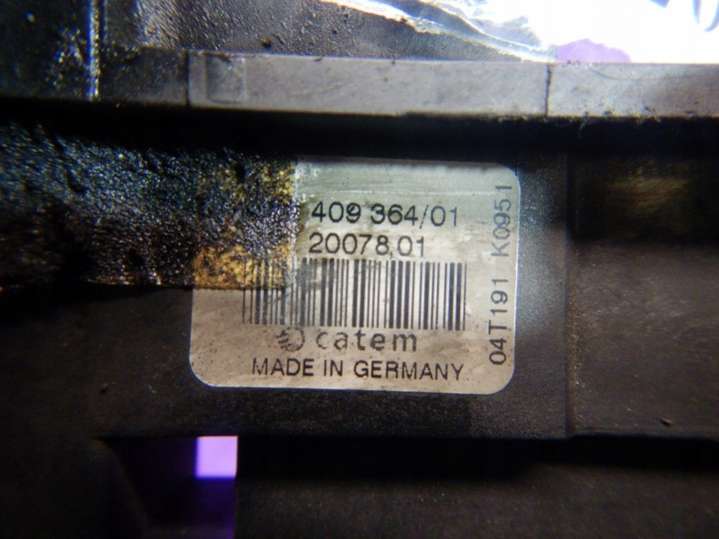 409 364/01
20078,01
catem
MADE IN GERMANY
04T191 K0951